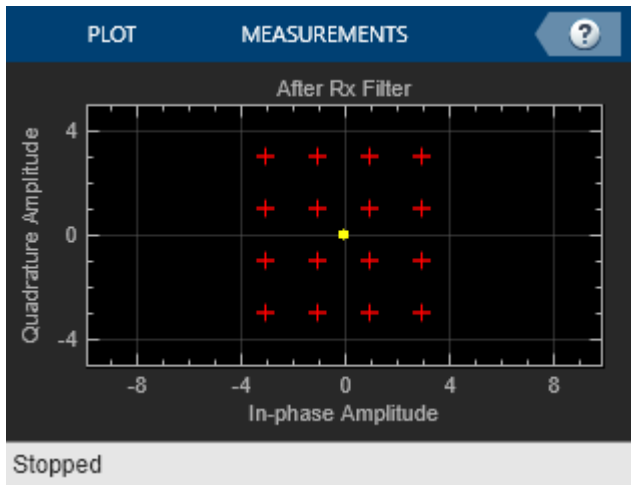 PLOT MEASUREMENTS ?
After Rx Filter
Quadrature Amplitude
4
0
-4
-8 -4 0 4 8
In-phase Amplitude
Stopped